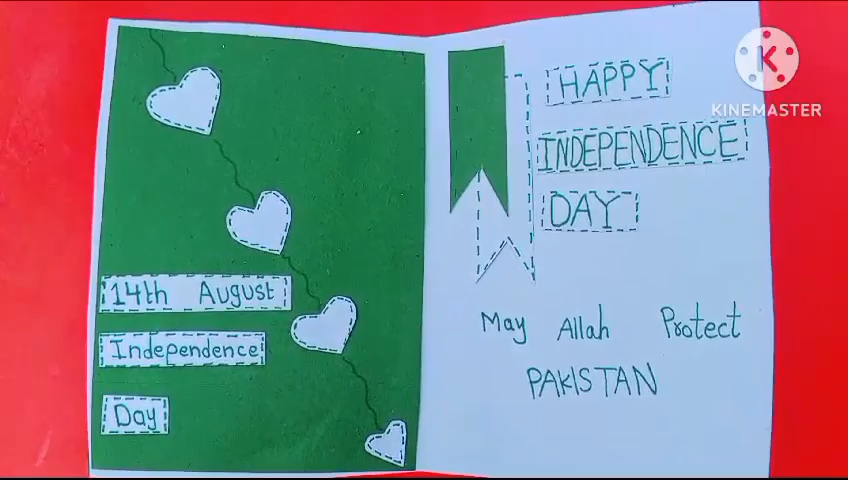 14th August
Independence
Day
HAPPY
INDEPENDENCE
DAY
May Allah Protect
PAKISTAN
K
KINEMASTER